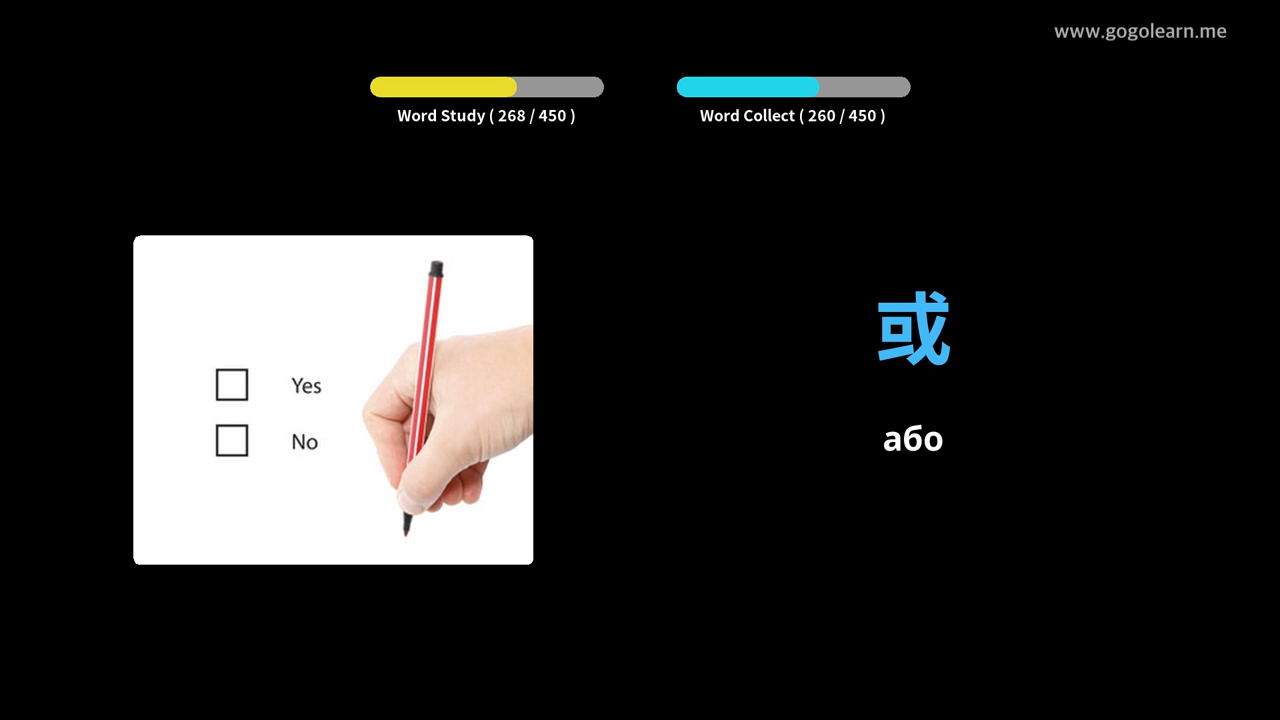 www.gogolearn.me
Word Study ( 268 / 450 )
Word Collect ( 260 / 450 )
Yes
No
或
або